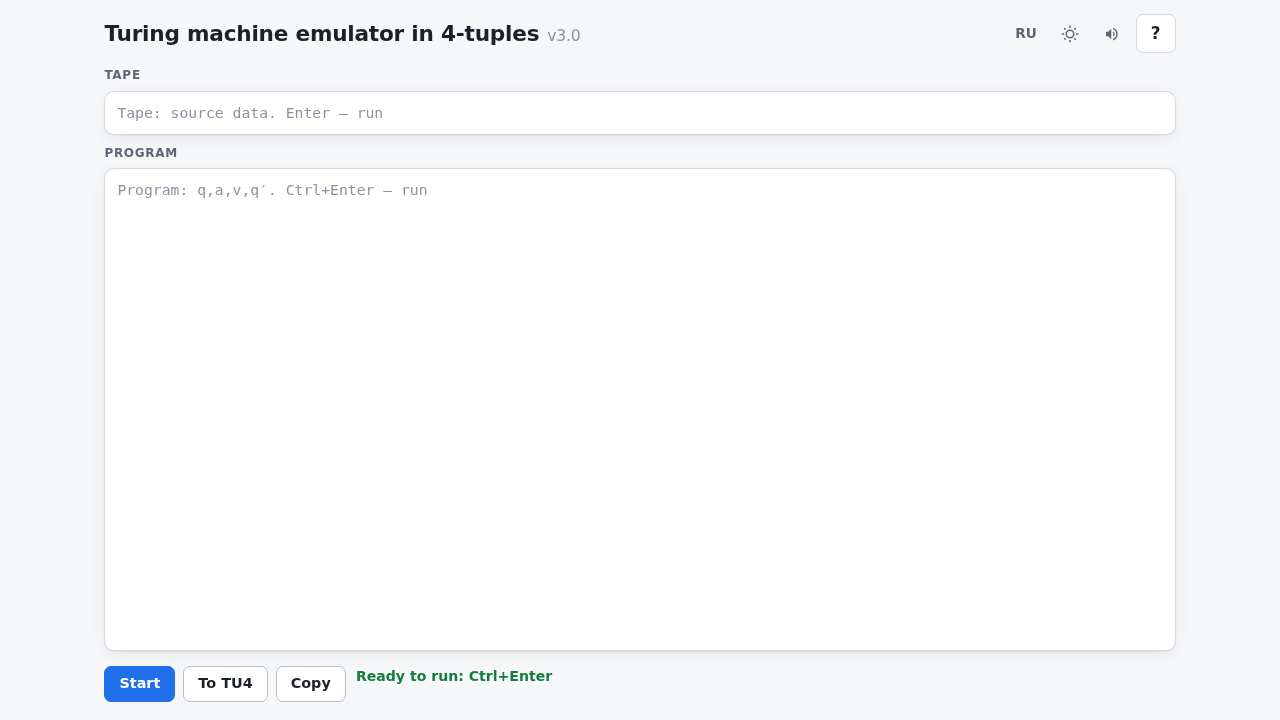 Turing machine emulator in 4-tuples v3.0
RU
?
TAPE
Tape: source data. Enter — run
PROGRAM
Program: q,a,v,q′. Ctrl+Enter — run
Start
To TU4
Copy
Ready to run: Ctrl+Enter